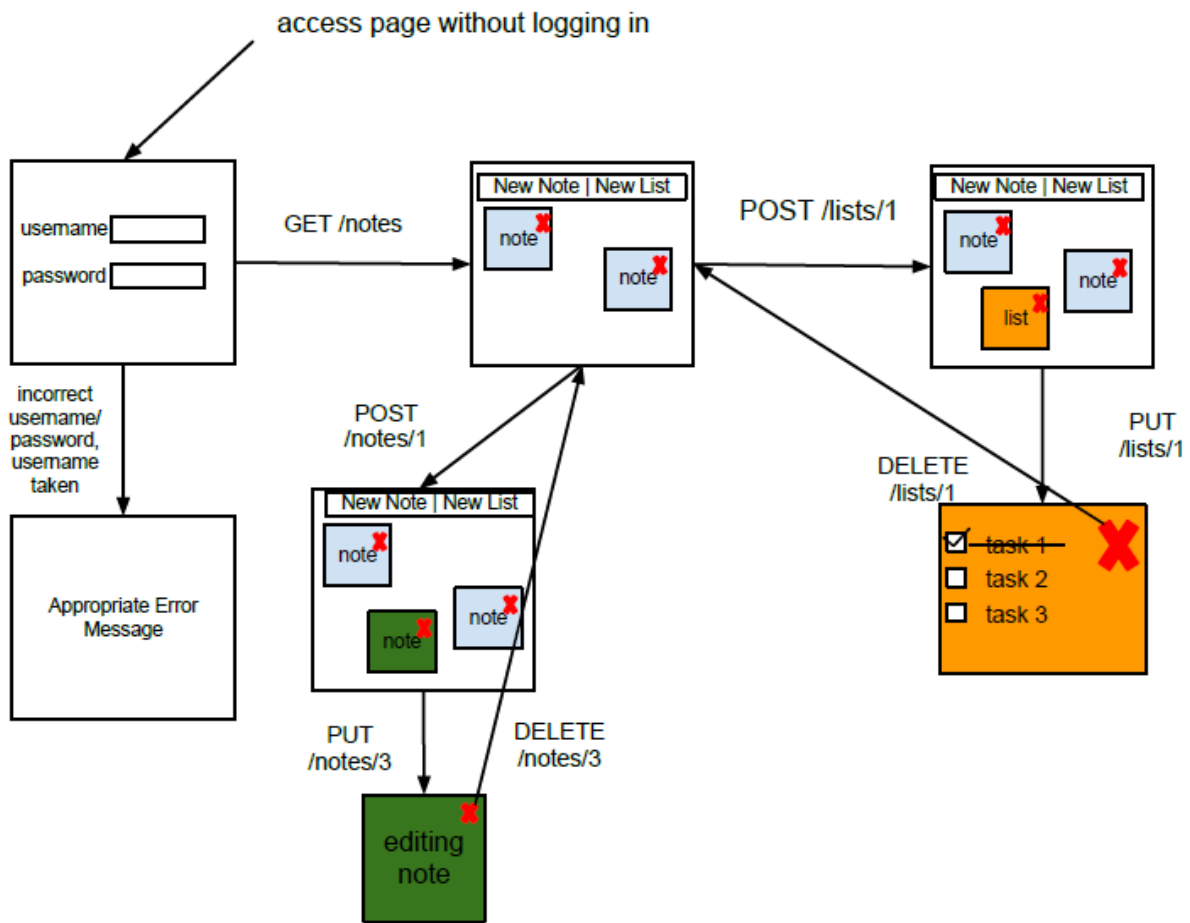 access page without logging in
New Note | New List
New Note | New List
username
password
GET /notes
note
note
POST /lists/1
note
note
list
incorrect
username/
password,
username
taken
POST
/notes/1
DELETE
/lists/1
PUT
/lists/1
New Note | New List
note
note
note
task 1
task 2
task 3
Appropriate Error
Message
PUT
/notes/3
DELETE
/notes/3
editing
note